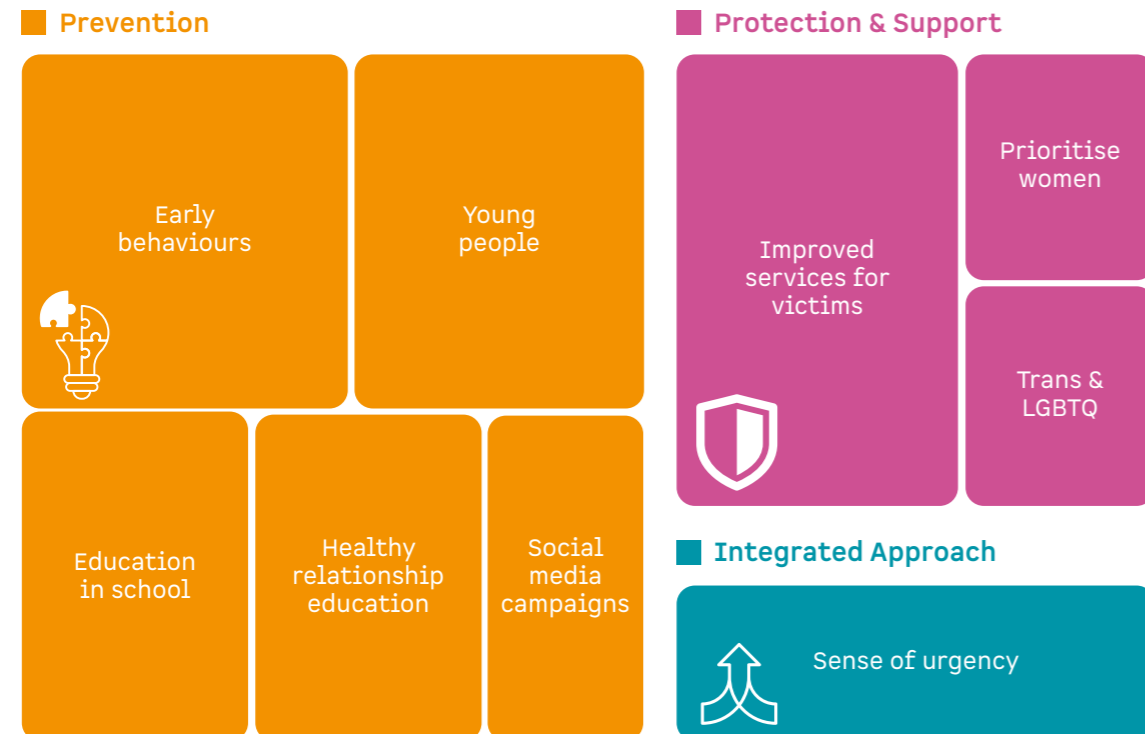 Prevention
Early
behaviours
Young
people
Education
in school
Healthy
relationship
education
Social
media
campaigns
Protection & Support
Improved
services for
victims
Prioritise
women
Trans &
LGBTQ
Integrated Approach
Sense of urgency